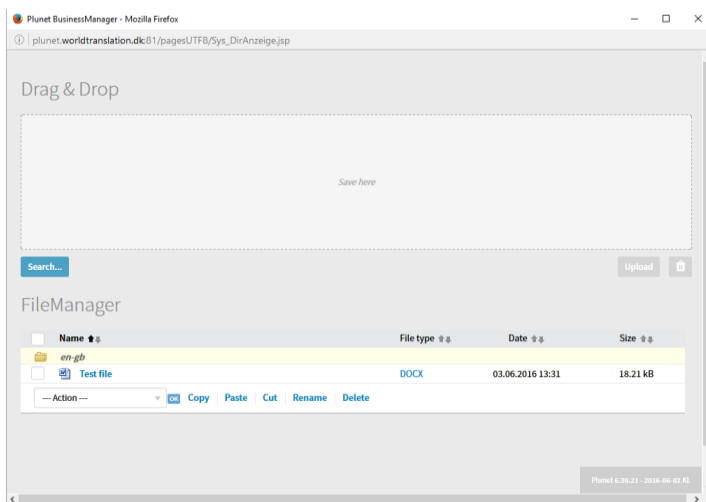 Plunet BusinessManager - Mozilla Firefox
plunet.worldtranslation.dk:81/pagesUTF8/Sys_DirAnzeige.jsp
Drag & Drop
Save here
Search...
Upload
FileManager
Name File type Date Size
en-gb
Test file DOCX 03.06.2016 13:31 18.21 kB
--- Action --- OK Copy Paste Cut Rename Delete
Plunet 6.30.21 - 2016-06-02 KL